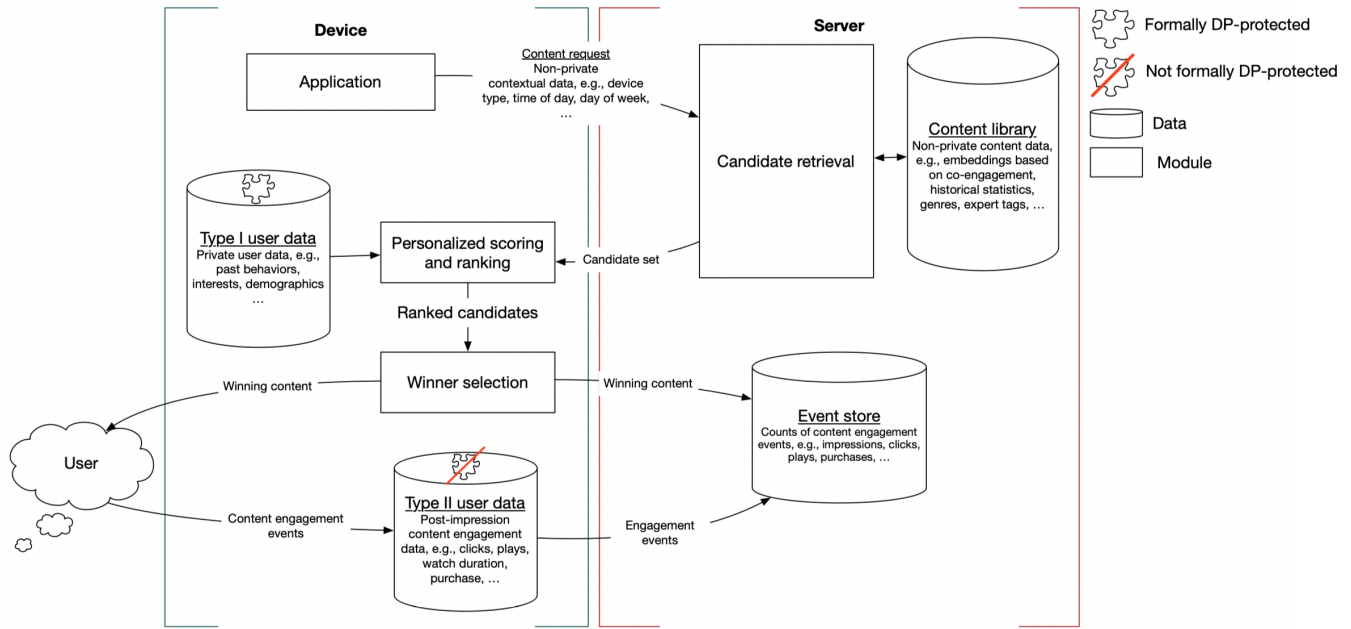 Device
Server
Formally DP-protected
Not formally DP-protected
Data
Module
Application
Content request
Non-private
contextual data, e.g., device
type, time of day, day of week,
…
Candidate retrieval
Content library
Non-private content data,
e.g., embeddings based
on co-engagement,
historical statistics,
genres, expert tags, …
Type I user data
Private user data, e.g.,
past behaviors,
interests, demographics
…
Personalized scoring
and ranking
Candidate set
Ranked candidates
Winner selection
Winning content
Winning content
User
Event store
Counts of content engagement
events, e.g., impressions, clicks,
plays, purchases, …
Content engagement
events
Type II user data
Post-impression
content engagement
data, e.g., clicks, plays,
watch duration,
purchase, …
Engagement
events